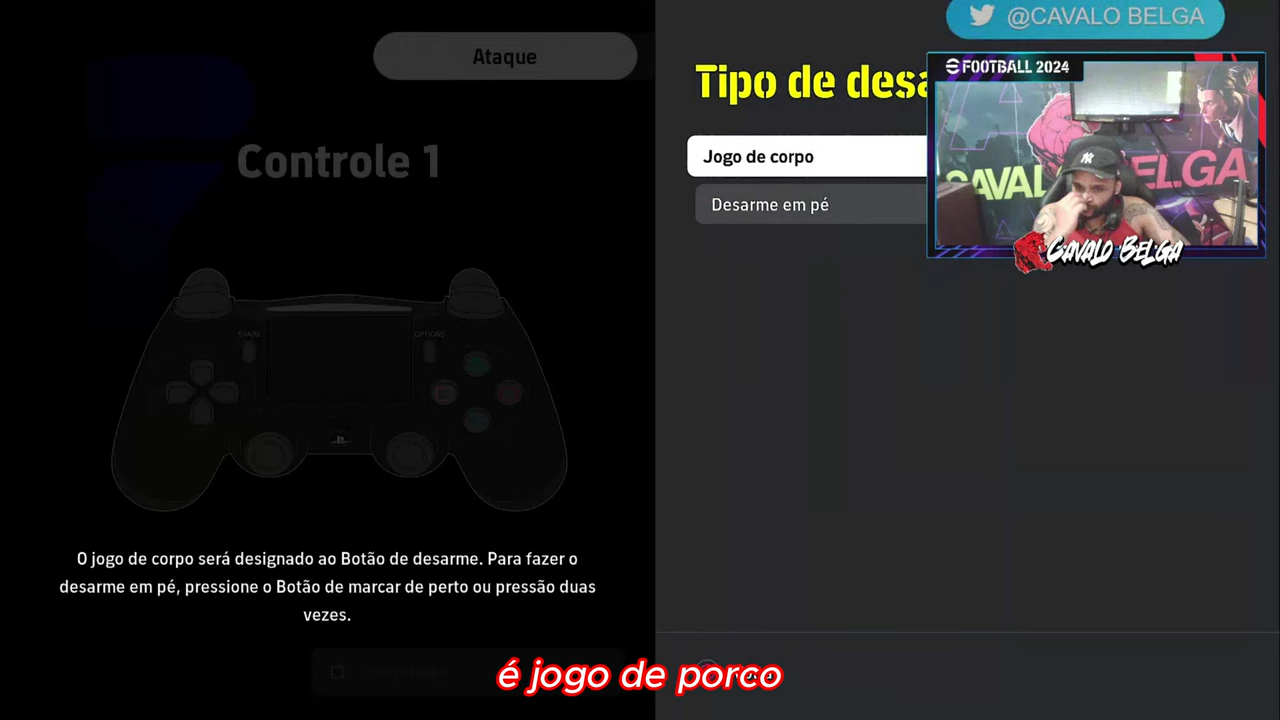 @CAVALO BELGA
Ataque
Tipo de desa
FOOTBALL 2024
Controle 1
Jogo de corpo
Desarme em pé
CAVAL BELGA
CAVALO BELGA
SHARE
OPTIONS
O jogo de corpo será designado ao Botão de desarme. Para fazer o
desarme em pé, pressione o Botão de marcar de perto ou pressão duas
vezes.
é jogo de porco